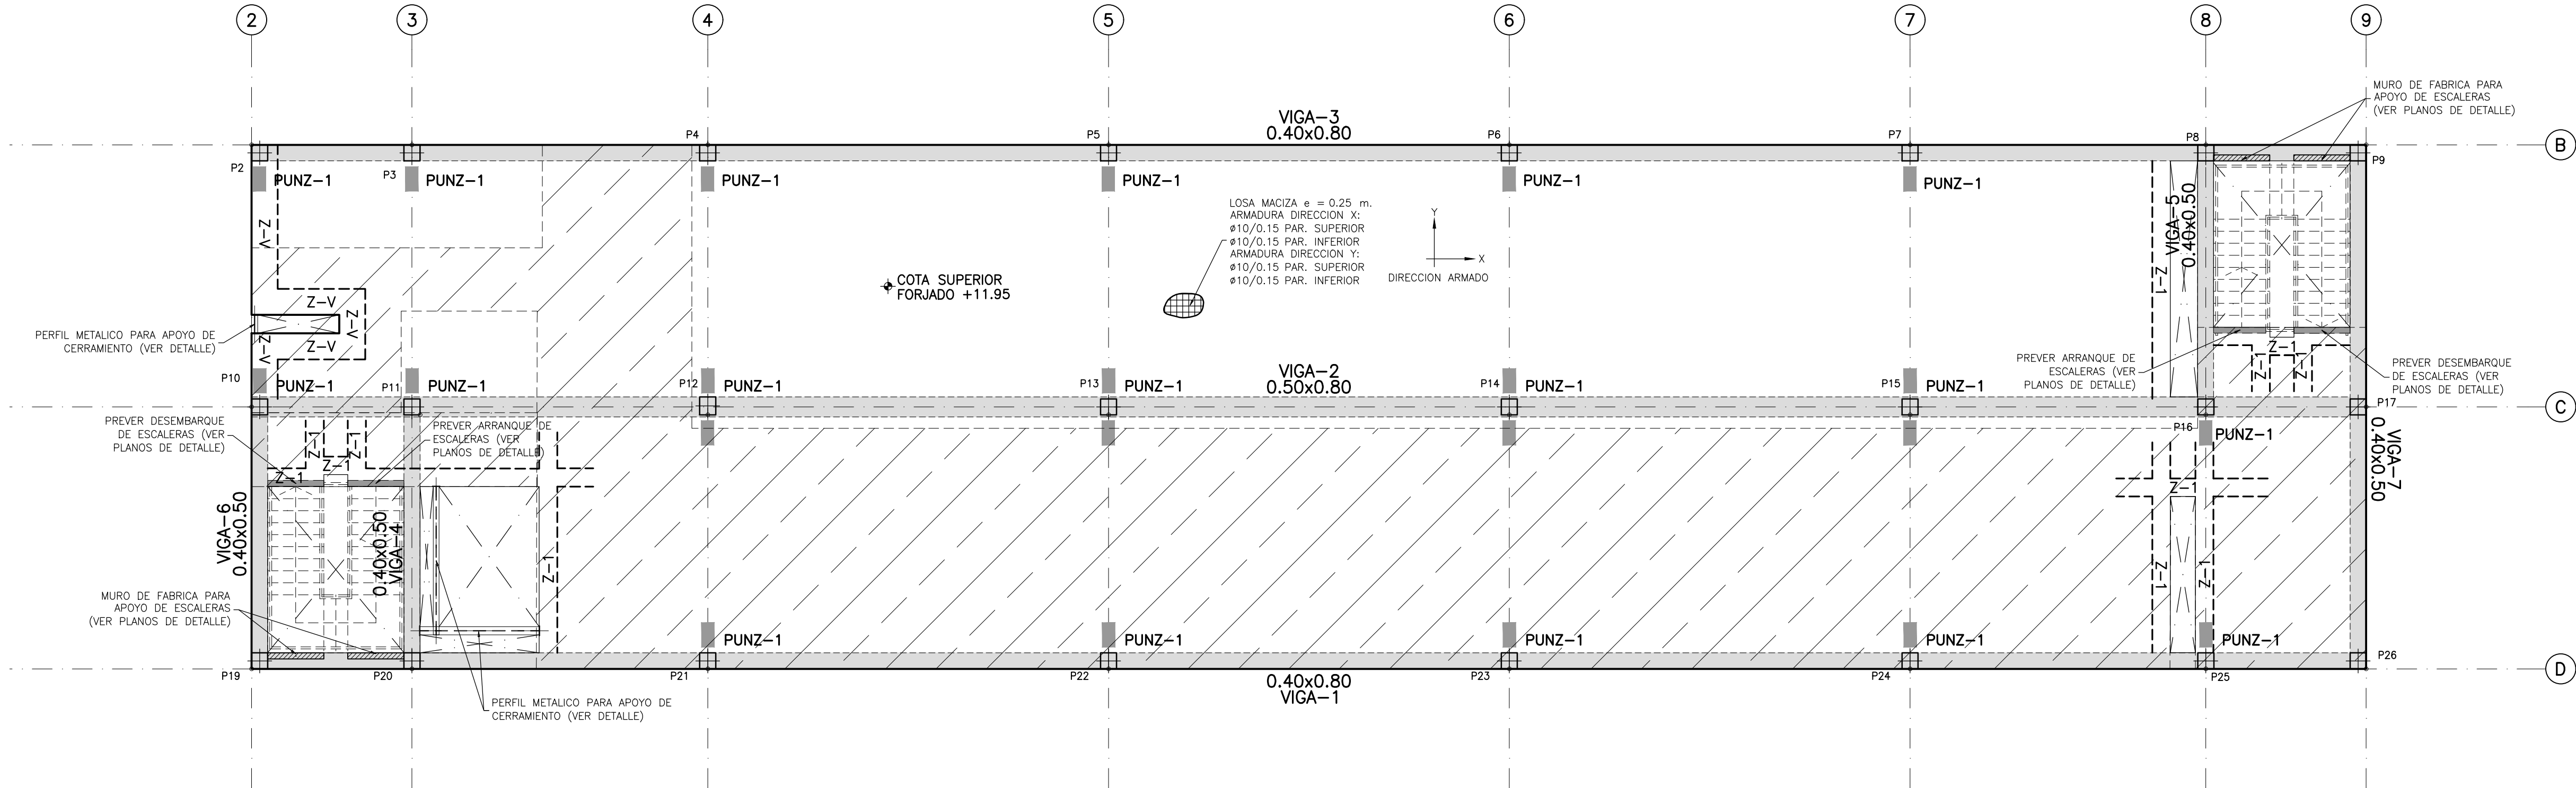 2
3
4
5
6
7
8
9
MURO DE FABRICA PARA
APOYO DE ESCALERAS
(VER PLANOS DE DETALLE)
VIGA-3
0.40x0.80
P4
P5
P6
P7
P8
B
P2
P3
P9
PUNZ-1
PUNZ-1
PUNZ-1
PUNZ-1
PUNZ-1
PUNZ-1
LOSA MACIZA e = 0.25 m.
ARMADURA DIRECCION X:
ø10/0.15 PAR. SUPERIOR
ø10/0.15 PAR. INFERIOR
ARMADURA DIRECCION Y:
ø10/0.15 PAR. SUPERIOR
ø10/0.15 PAR. INFERIOR
Y
X
DIRECCION ARMADO
VIGA-5
0.40x0.50
Z-V
COTA SUPERIOR
FORJADO +11.95
Z-1
Z-V
Z-V
Z-V
Z-V
PERFIL METALICO PARA APOYO DE
CERRAMIENTO (VER DETALLE)
PREVER ARRANQUE DE
ESCALERAS (VER
PLANOS DE DETALLE)
Z-1
Z-1
Z-1
PREVER DESEMBARQUE
DE ESCALERAS (VER
PLANOS DE DETALLE)
VIGA-2
0.50x0.80
P10
PUNZ-1
P11
PUNZ-1
P12
PUNZ-1
P13
PUNZ-1
P14
PUNZ-1
P15
PUNZ-1
P17
C
PREVER DESEMBARQUE
DE ESCALERAS (VER
PLANOS DE DETALLE)
PREVER ARRANQUE DE
ESCALERAS (VER
PLANOS DE DETALLE)
P16
PUNZ-1
VIGA-7
0.40x0.50
Z-1
Z-1
Z-1
Z-1
Z-1
VIGA-6
0.40x0.50
0.40x0.50
VIGA-4
Z-1
Z-1
Z-1
MURO DE FABRICA PARA
APOYO DE ESCALERAS
(VER PLANOS DE DETALLE)
PUNZ-1
PUNZ-1
PUNZ-1
PUNZ-1
PUNZ-1
P26
D
P19
P20
P21
P22
P23
P24
P25
0.40x0.80
VIGA-1
PERFIL METALICO PARA APOYO DE
CERRAMIENTO (VER DETALLE)